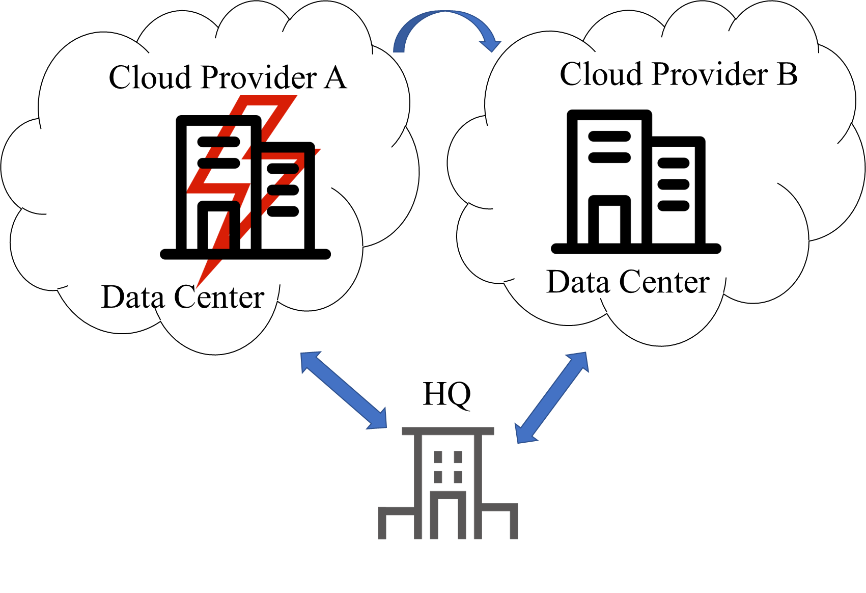 Cloud Provider A
Cloud Provider B
Data Center
Data Center
HQ